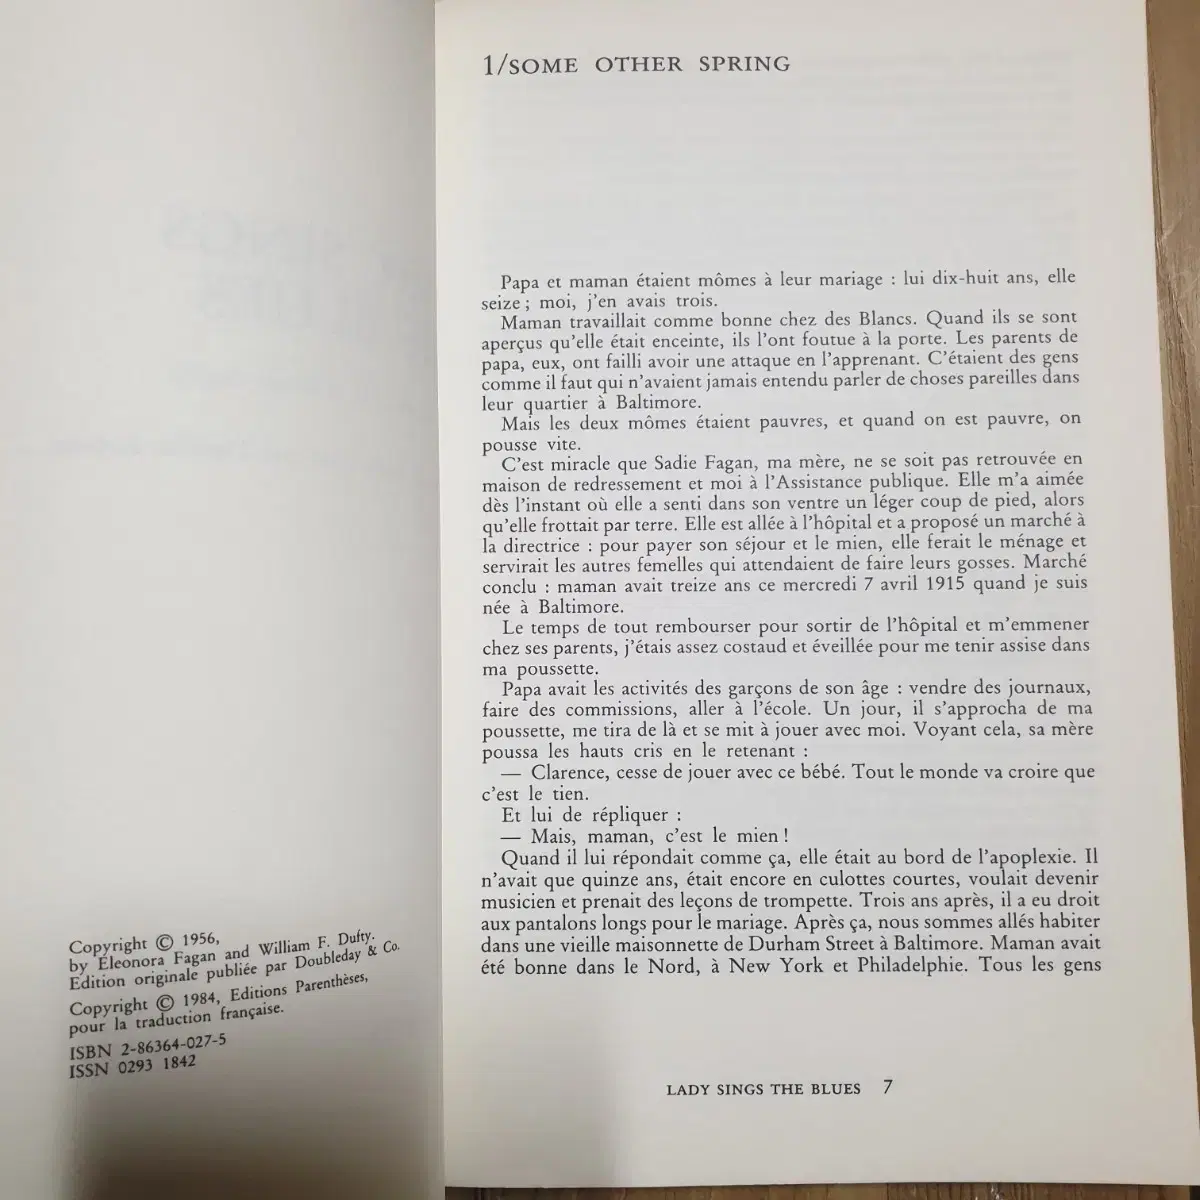 Copyright © 1956,
by Eleonora Fagan and William F. Dufty.
Edition originale publiée par Doubleday & Co.
Copyright © 1984, Editions Parenthèses,
pour la traduction française.
ISBN 2-86364-027-5
ISSN 0293 1842
1/SOME OTHER SPRING
Papa et maman étaient mômes à leur mariage : lui dix-huit ans, elle
seize ; moi, j'en avais trois.
Maman travaillait comme bonne chez des Blancs. Quand ils se sont
aperçus qu'elle était enceinte, ils l'ont foutue à la porte. Les parents de
papa, eux, ont failli avoir une attaque en l'apprenant. C'étaient des gens
comme il faut qui n'avaient jamais entendu parler de choses pareilles dans
leur quartier à Baltimore.
Mais les deux mômes étaient pauvres, et quand on est pauvre, on
pousse vite.
C'est miracle que Sadie Fagan, ma mère, ne se soit pas retrouvée en
maison de redressement et moi à l'Assistance publique. Elle m'a aimée
dès l'instant où elle a senti dans son ventre un léger coup de pied, alors
qu'elle frottait par terre. Elle est allée à l'hôpital et a proposé un marché à
la directrice : pour payer son séjour et le mien, elle ferait le ménage et
servirait les autres femelles qui attendaient de faire leurs gosses. Marché
conclu : maman avait treize ans ce mercredi 7 avril 1915 quand je suis
née à Baltimore.
Le temps de tout rembourser pour sortir de l'hôpital et m'emmener
chez ses parents, j'étais assez costaud et éveillée pour me tenir assise dans
ma poussette.
Papa avait les activités des garçons de son âge : vendre des journaux,
faire des commissions, aller à l'école. Un jour, il s'approcha de ma
poussette, me tira de là et se mit à jouer avec moi. Voyant cela, sa mère
poussa les hauts cris en le retenant :
— Clarence, cesse de jouer avec ce bébé. Tout le monde va croire que
c'est le tien.
Et lui de répliquer :
— Mais, maman, c'est le mien !
Quand il lui répondait comme ça, elle était au bord de l'apoplexie. Il
n'avait que quinze ans, était encore en culottes courtes, voulait devenir
musicien et prenait des leçons de trompette. Trois ans après, il a eu droit
aux pantalons longs pour le mariage. Après ça, nous sommes allés habiter
dans une vieille maisonnette de Durham Street à Baltimore. Maman avait
été bonne dans le Nord, à New York et Philadelphie. Tous les gens
LADY SINGS THE BLUES 7